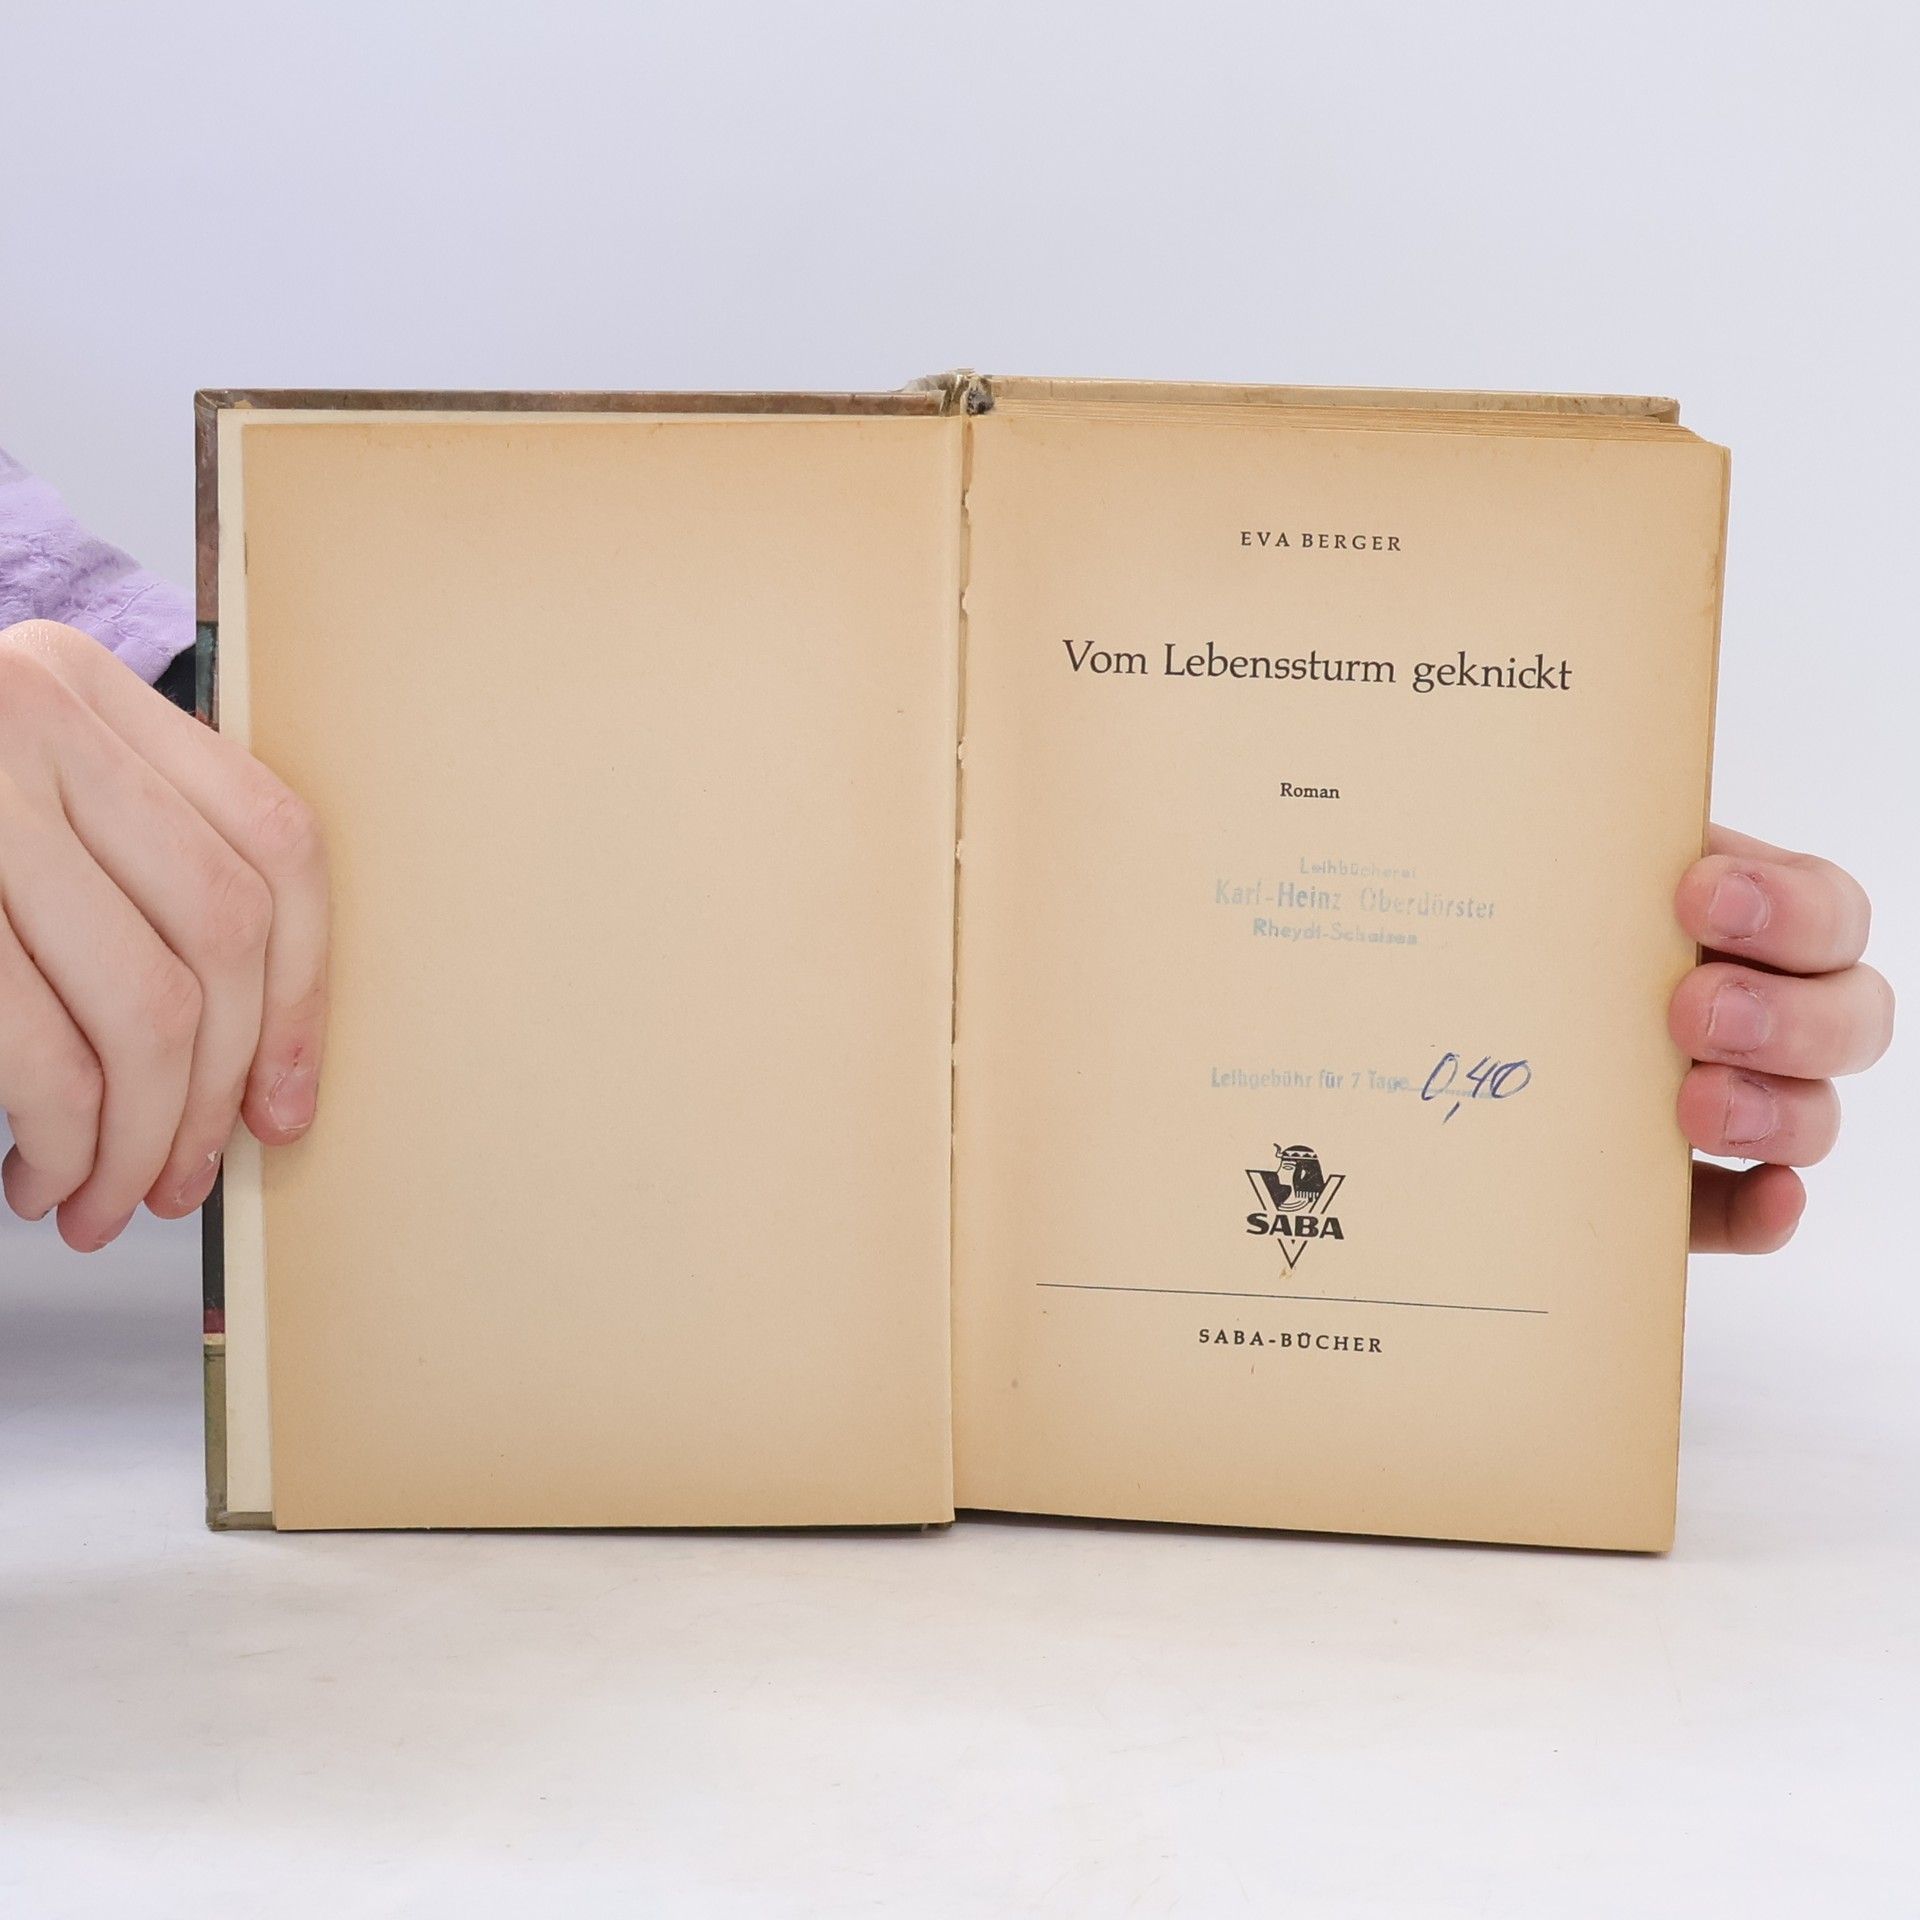 EVA BERGER
Vom Lebenssturm geknickt
Roman
Leihbücherei
Karl-Heinz Oberdörster
Rheydt-Schelsen
Leihgebühr für 7 Tage 0,40
SABA
SABA-BÜCHER